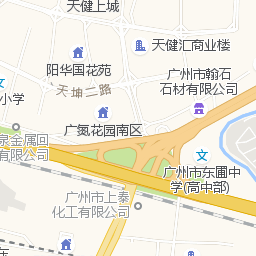 天健上城
天健汇商业楼
阳华国花苑
广州市翰石
石材有限公司
天坤二路
小学
广氮花园南区
泉金属回
有限公司
广州市东圃中
学(高中部)
广州市上泰
化工有限公司